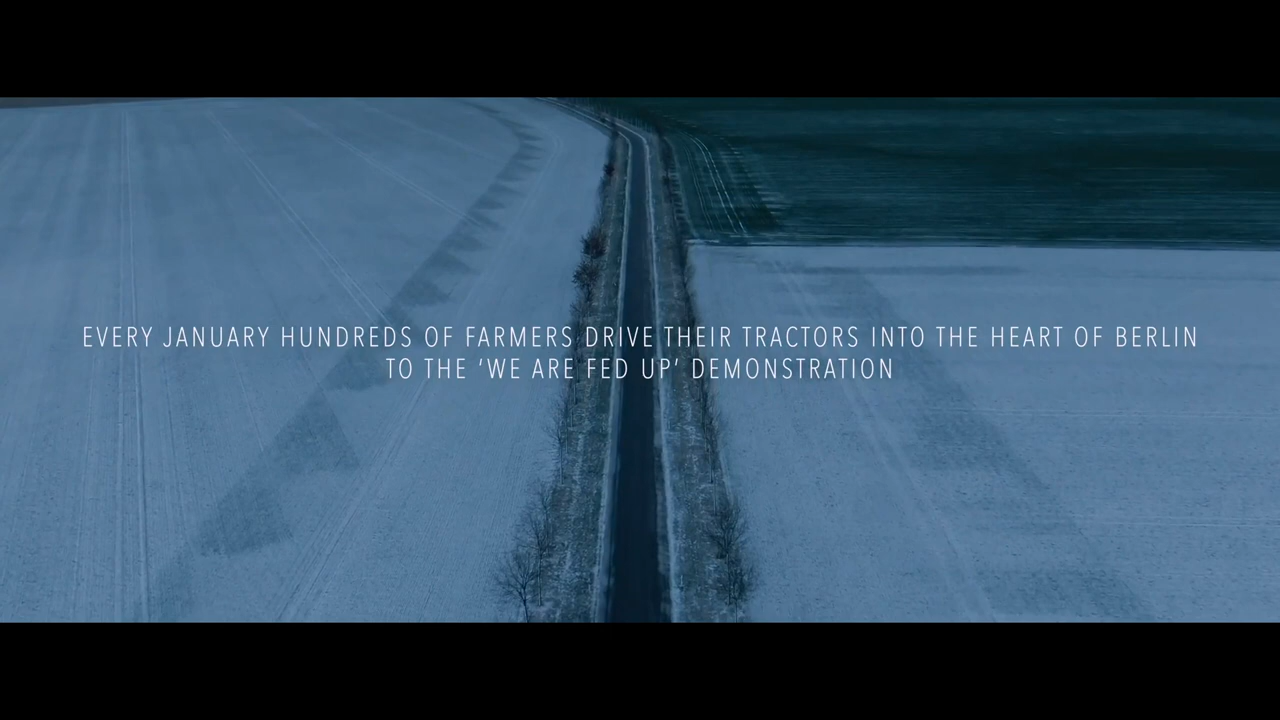 EVERY JANUARY HUNDREDS OF FARMERS DRIVE THEIR TRACTORS INTO THE HEART OF BERLIN
TO THE ‘WE ARE FED UP’ DEMONSTRATION